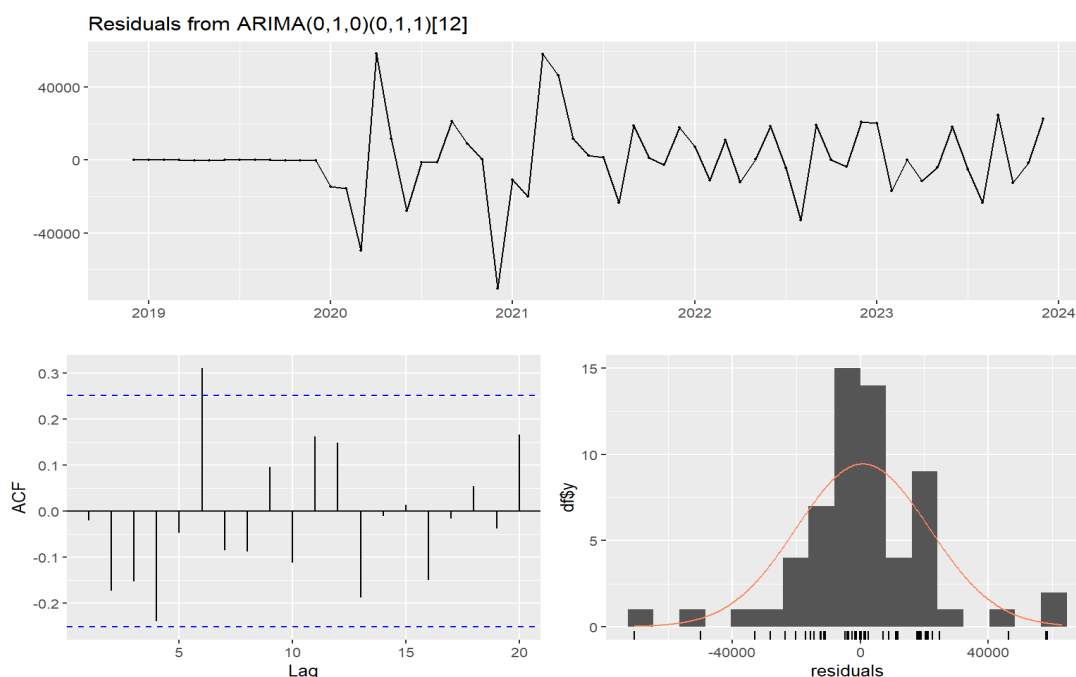 Residuals from ARIMA(0,1,0)(0,1,1)[12]
40000
0
-40000
2019 2020 2021 2022 2023 2024
ACF
0.3
0.2
0.1
0.0
-0.1
-0.2
5 10 15 20
Lag
df$y
15
10
5
0
-40000 0 40000
residuals